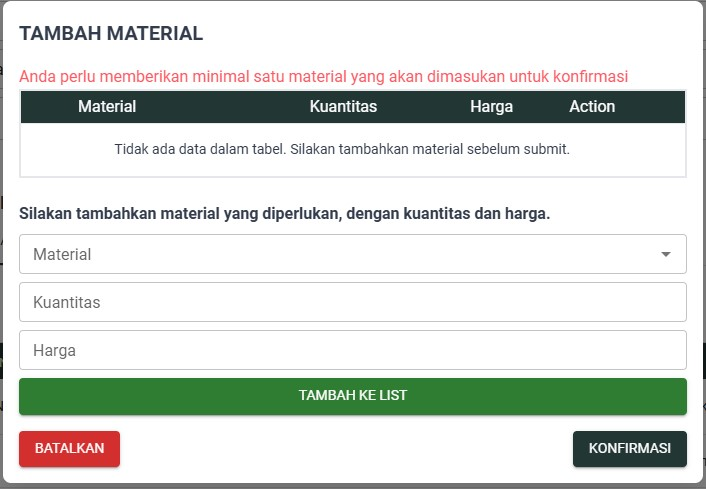 TAMBAH MATERIAL
Anda perlu memberikan minimal satu material yang akan dimasukan untuk konfirmasi
Material Kuantitas Harga Action
Tidak ada data dalam tabel. Silakan tambahkan material sebelum submit.
Silakan tambahkan material yang diperlukan, dengan kuantitas dan harga.
Material
Kuantitas
Harga
TAMBAH KE LIST
BATALKAN KONFIRMASI